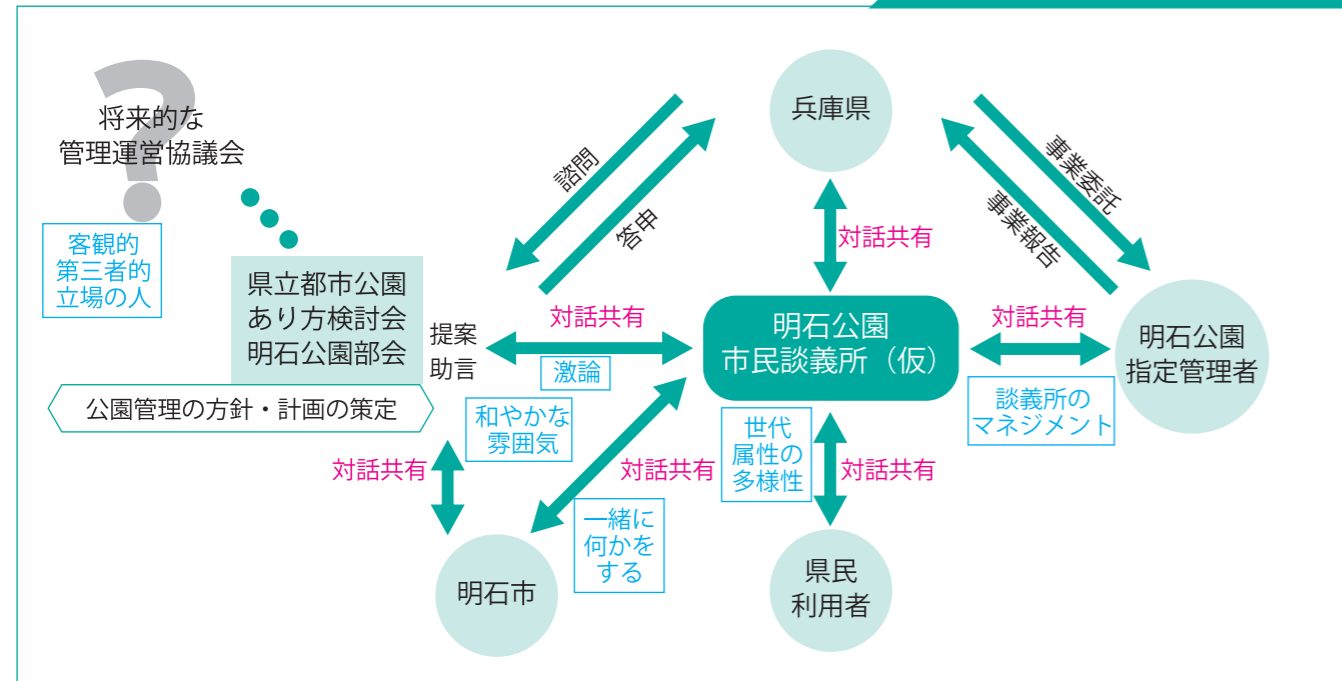 ?
将来的な
管理運営協議会
客観的
第三者的
立場の人
県立都市公園
あり方検討会
明石公園部会
提案
助言
公園管理の方針・計画の策定
諮問
答申
兵庫県
事業委託
事業報告
対話共有
対話共有
激論
和やかな
雰囲気
明石公園
市民談義所（仮）
対話共有
談義所の
マネジメント
明石公園
指定管理者
対話共有
対話共有
一緒に
何かを
する
世代
属性の
多様性
対話共有
明石市
県民
利用者